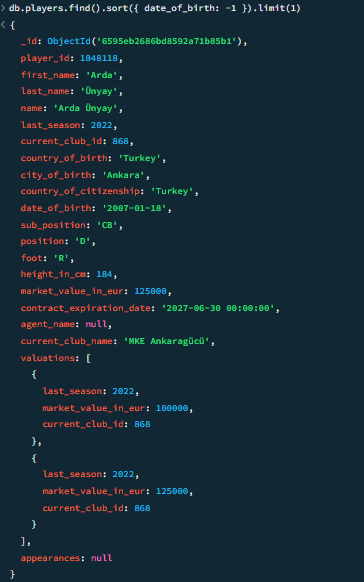 > db.players.find().sort({ date_of_birth: -1 }).limit(1)
< {
_id: ObjectId('6595eb2686bd8592a71b85b1'),
player_id: 1048118,
first_name: 'Arda',
last_name: 'Ünyay',
name: 'Arda Ünyay',
last_season: 2022,
current_club_id: 868,
country_of_birth: 'Turkey',
city_of_birth: 'Ankara',
country_of_citizenship: 'Turkey',
date_of_birth: '2007-01-18',
sub_position: 'CB',
position: 'D',
foot: 'R',
height_in_cm: 184,
market_value_in_eur: 125000,
contract_expiration_date: '2027-06-30 00:00:00',
agent_name: null,
current_club_name: 'MKE Ankaragücü',
valuations: [
{
last_season: 2022,
market_value_in_eur: 100000,
current_club_id: 868
},
{
last_season: 2022,
market_value_in_eur: 125000,
current_club_id: 868
}
],
appearances: null
}